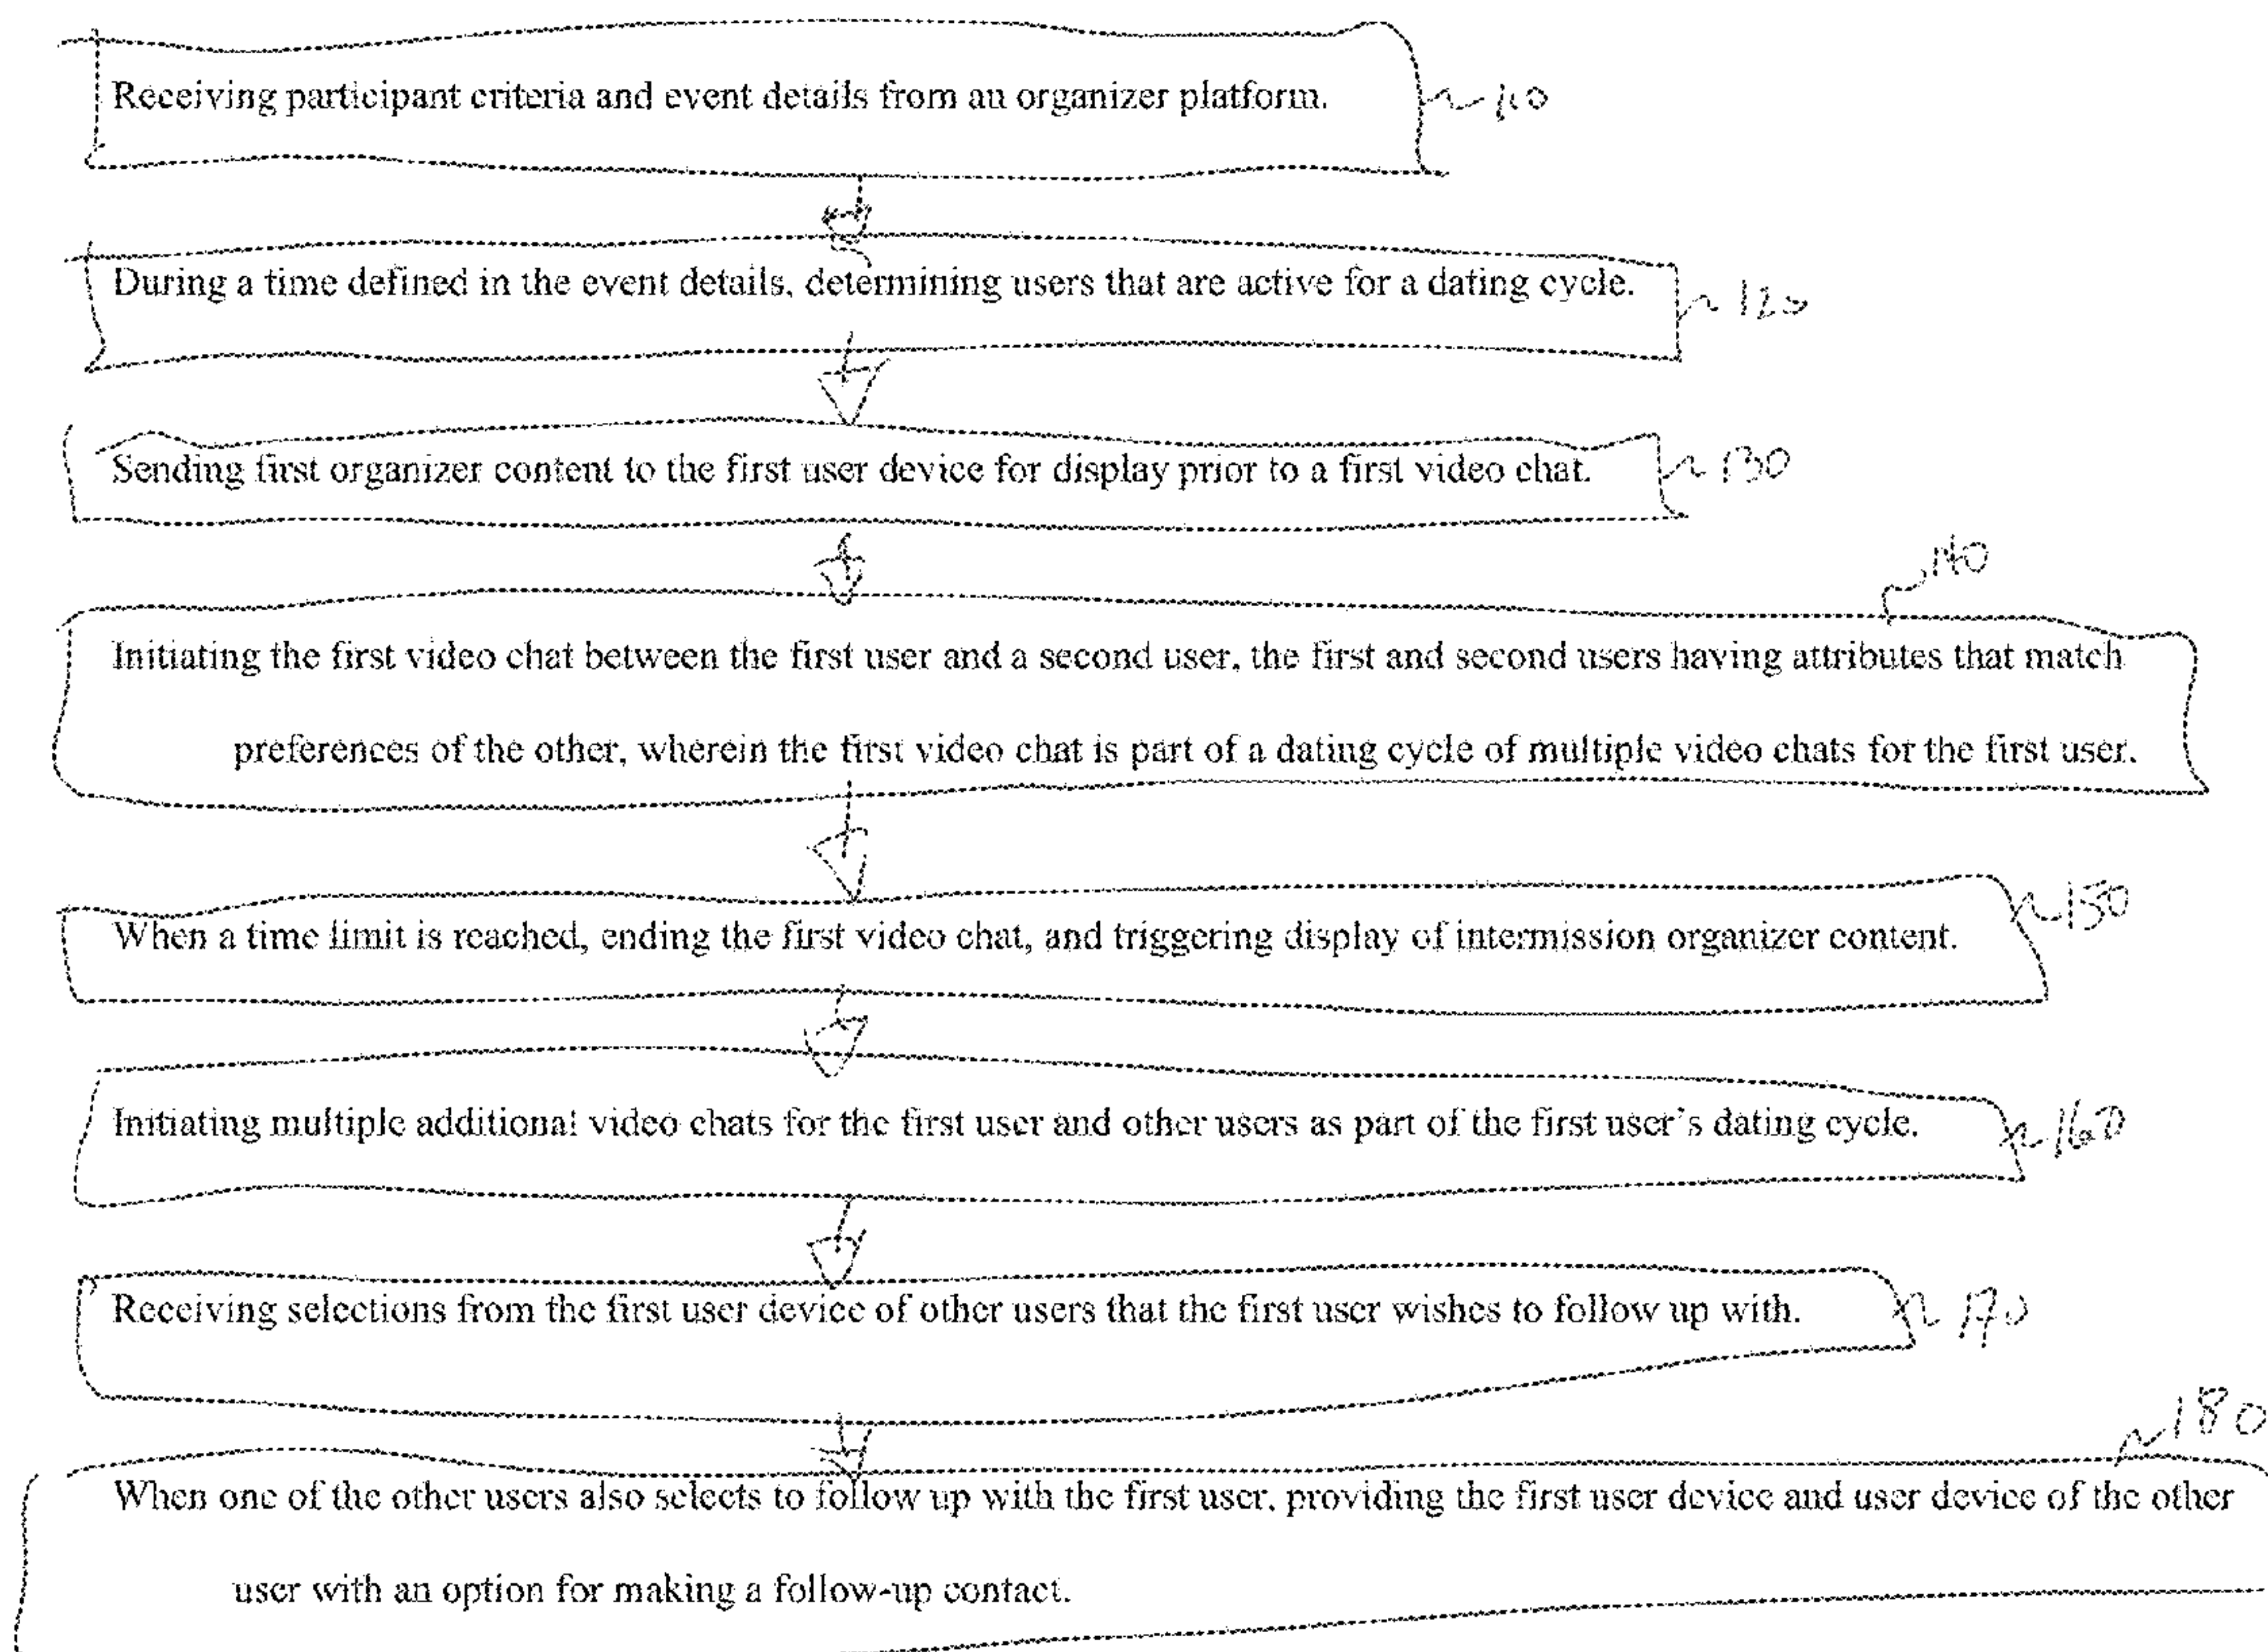 Receiving participant criteria and event details from an organizer platform. 110
During a time defined in the event details, determining users that are active for a dating cycle. 120
Sending first organizer content to the first user device for display prior to a first video chat. 130
140
Initiating the first video chat between the first user and a second user, the first and second users having attributes that match
preferences of the other, wherein the first video chat is part of a dating cycle of multiple video chats for the first user.
150
When a time limit is reached, ending the first video chat, and triggering display of intermission organizer content.
Initiating multiple additional video chats for the first user and other users as part of the first user's dating cycle. 160
Receiving selections from the first user device of other users that the first user wishes to follow up with. 170
180
When one of the other users also selects to follow up with the first user, providing the first user device and user device of the other
user with an option for making a follow-up contact.